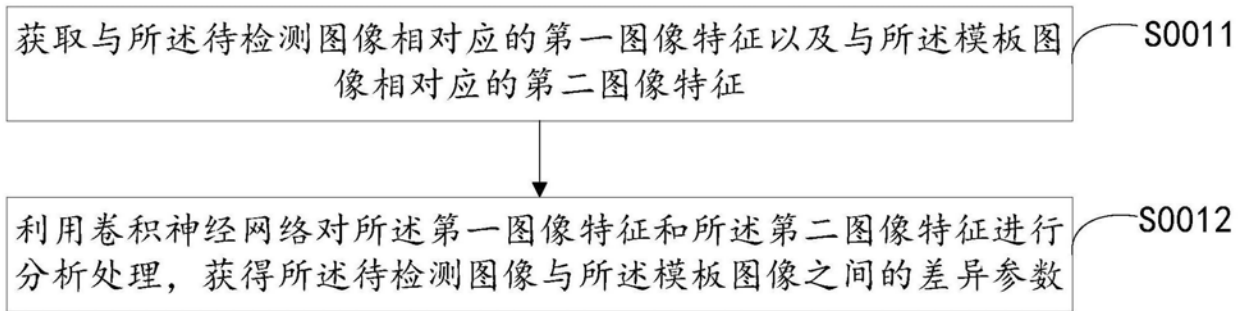 获取与所述待检测图像相对应的第一图像特征以及与所述模板图
像相对应的第二图像特征
S0011
利用卷积神经网络对所述第一图像特征和所述第二图像特征进行
分析处理，获得所述待检测图像与所述模板图像之间的差异参数
S0012